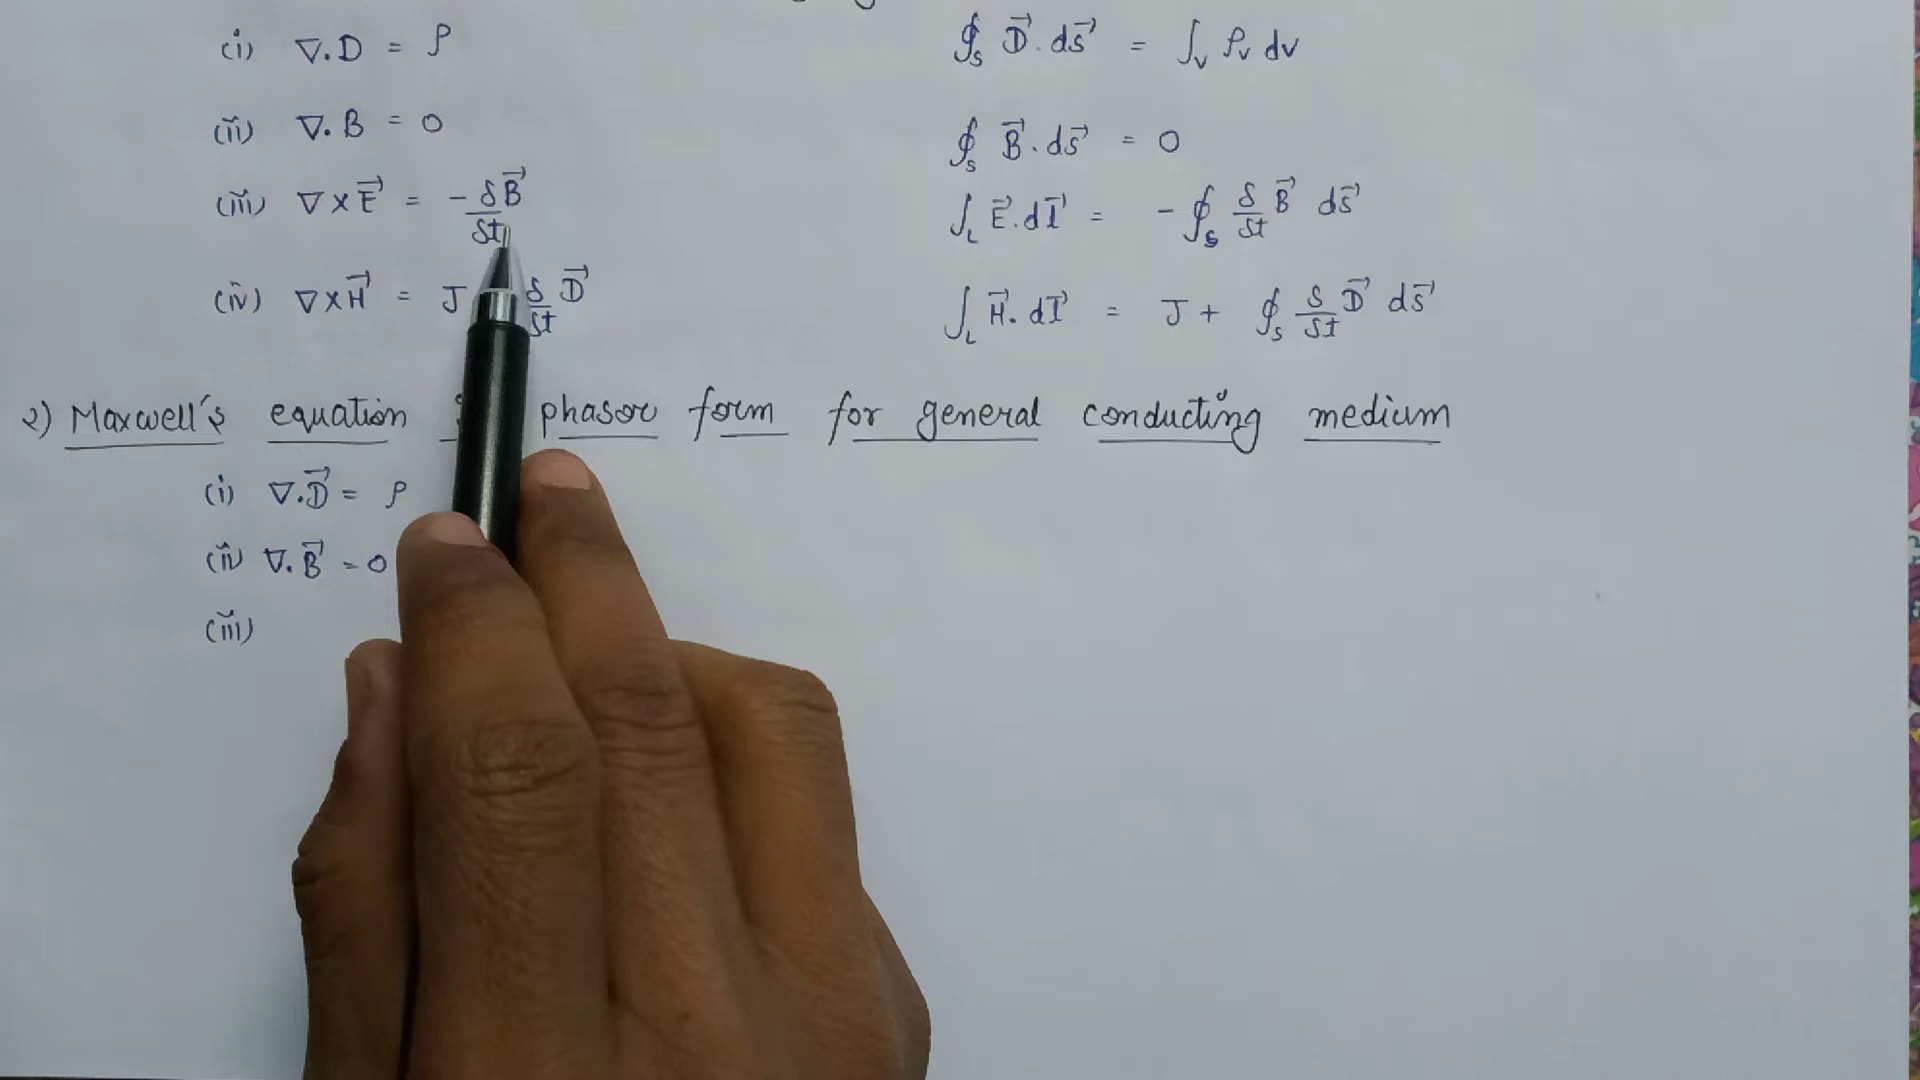 (i) ∇.D = ρ ∮s D⃗.ds⃗ = ∫v ρv dv
(ii) ∇.B = 0 ∮s B⃗.ds⃗ = 0
(iii) ∇×E⃗ = -δB⃗/δt ∫L E⃗.dl⃗ = -∮s δ/δt B⃗ ds⃗
(iv) ∇×H⃗ = J δ/δt D⃗ ∫L H⃗.dl⃗ = J + ∮s δ/δt D⃗ ds⃗
2) Maxwell's equation phasor form for general conducting medium
(i) ∇.D⃗ = ρ
(ii) ∇.B⃗ = 0
(iii)